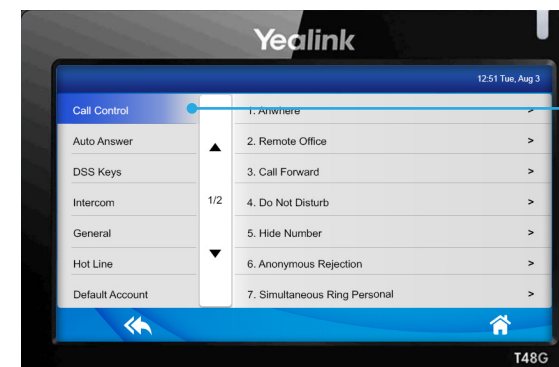 Yealink
12:51 Tue, Aug 3
Call Control
1. Anwhere >
Auto Answer
2. Remote Office >
DSS Keys
3. Call Forward >
Intercom
1/2
4. Do Not Disturb >
General
5. Hide Number >
Hot Line
6. Anonymous Rejection >
Default Account
7. Simultaneous Ring Personal >
T48G